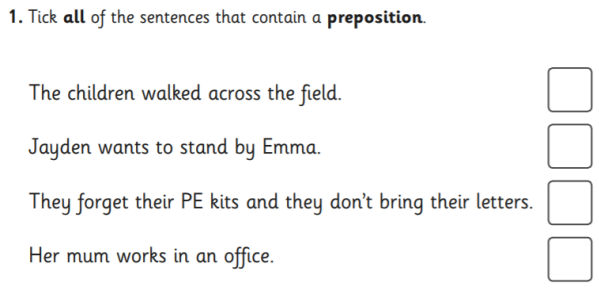 1. Tick all of the sentences that contain a preposition.
The children walked across the field.
Jayden wants to stand by Emma.
They forget their PE kits and they don't bring their letters.
Her mum works in an office.